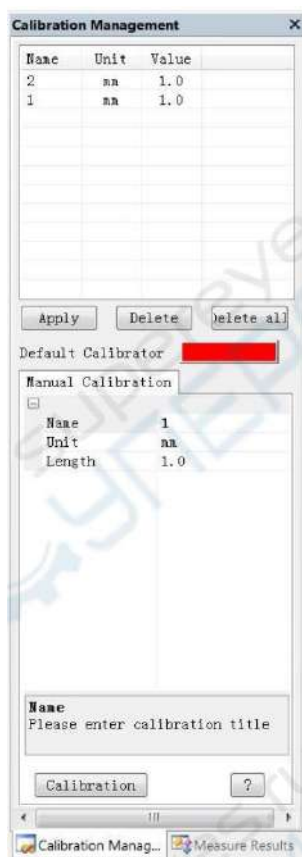 Calibration Management
Name Unit Value
2 mm 1.0
1 mm 1.0
Apply Delete Delete all
Default Calibrator
Manual Calibration
Name 1
Unit mm
Length 1.0
Name
Please enter calibration title
Calibration ?
Calibration Manag... Measure Results